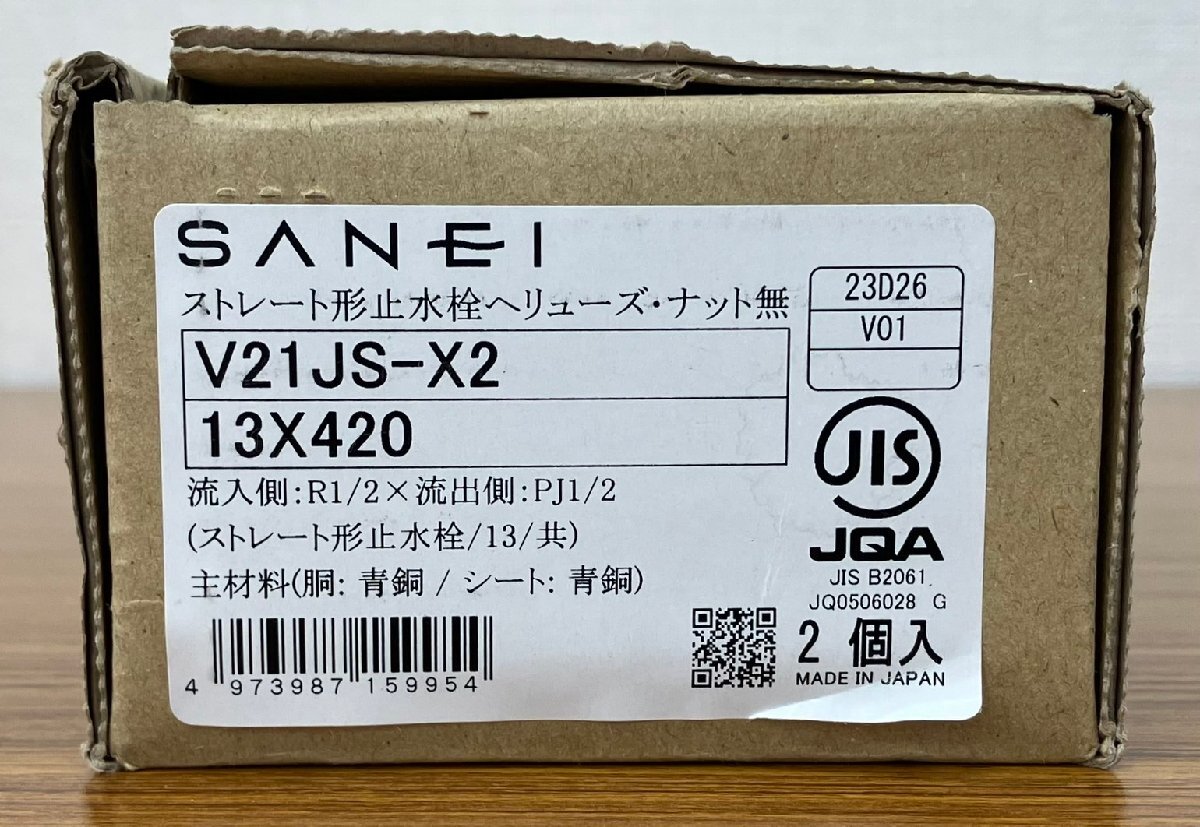 SANEI
ストレート形止水栓ヘリューズ・ナット無
V21JS-X2
13X420
流入側:R1/2×流出側:PJ1/2
(ストレート形止水栓/13/共)
主材料(胴: 青銅 / シート: 青銅)
4 973987 159954
23D26
V01
JIS
JQA
JIS B2061
JQ0506028 G
2 個入
MADE IN JAPAN